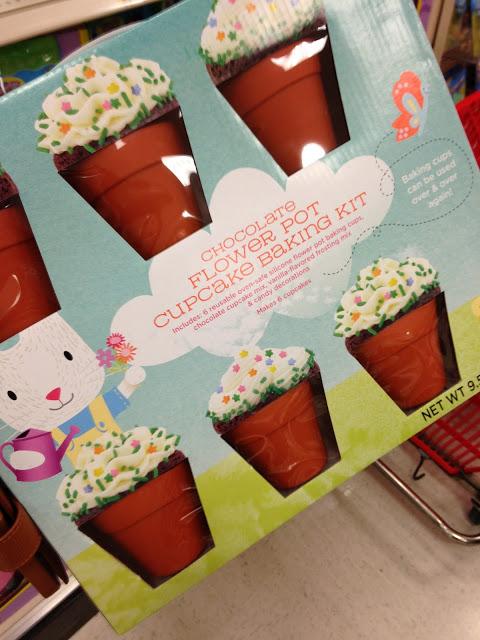 CHOCOLATE
FLOWER POT
CUPCAKE BAKING KIT
Includes: 6 reusable oven-safe silicone flower pot baking cups,
chocolate cupcake mix, vanilla-flavored frosting mix
& candy decorations
Makes 6 cupcakes
Baking cups
can be used
over & over
again!
NET WT 9.5